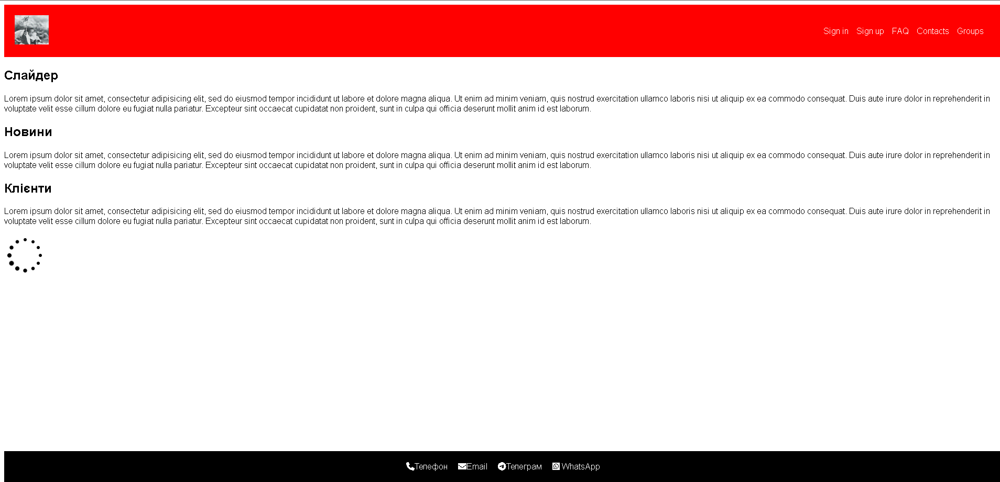 Sign in Sign up FAQ Contacts Groups
Слайдер
Lorem ipsum dolor sit amet, consectetur adipisicing elit, sed do eiusmod tempor incididunt ut labore et dolore magna aliqua. Ut enim ad minim veniam, quis nostrud exercitation ullamco laboris nisi ut aliquip ex ea commodo consequat. Duis aute irure dolor in reprehenderit in
voluptate velit esse cillum dolore eu fugiat nulla pariatur. Excepteur sint occaecat cupidatat non proident, sunt in culpa qui officia deserunt mollit anim id est laborum.
Новини
Lorem ipsum dolor sit amet, consectetur adipisicing elit, sed do eiusmod tempor incididunt ut labore et dolore magna aliqua. Ut enim ad minim veniam, quis nostrud exercitation ullamco laboris nisi ut aliquip ex ea commodo consequat. Duis aute irure dolor in reprehenderit in
voluptate velit esse cillum dolore eu fugiat nulla pariatur. Excepteur sint occaecat cupidatat non proident, sunt in culpa qui officia deserunt mollit anim id est laborum.
Клієнти
Lorem ipsum dolor sit amet, consectetur adipisicing elit, sed do eiusmod tempor incididunt ut labore et dolore magna aliqua. Ut enim ad minim veniam, quis nostrud exercitation ullamco laboris nisi ut aliquip ex ea commodo consequat. Duis aute irure dolor in reprehenderit in
voluptate velit esse cillum dolore eu fugiat nulla pariatur. Excepteur sint occaecat cupidatat non proident, sunt in culpa qui officia deserunt mollit anim id est laborum.
Телефон Email Телеграм WhatsApp